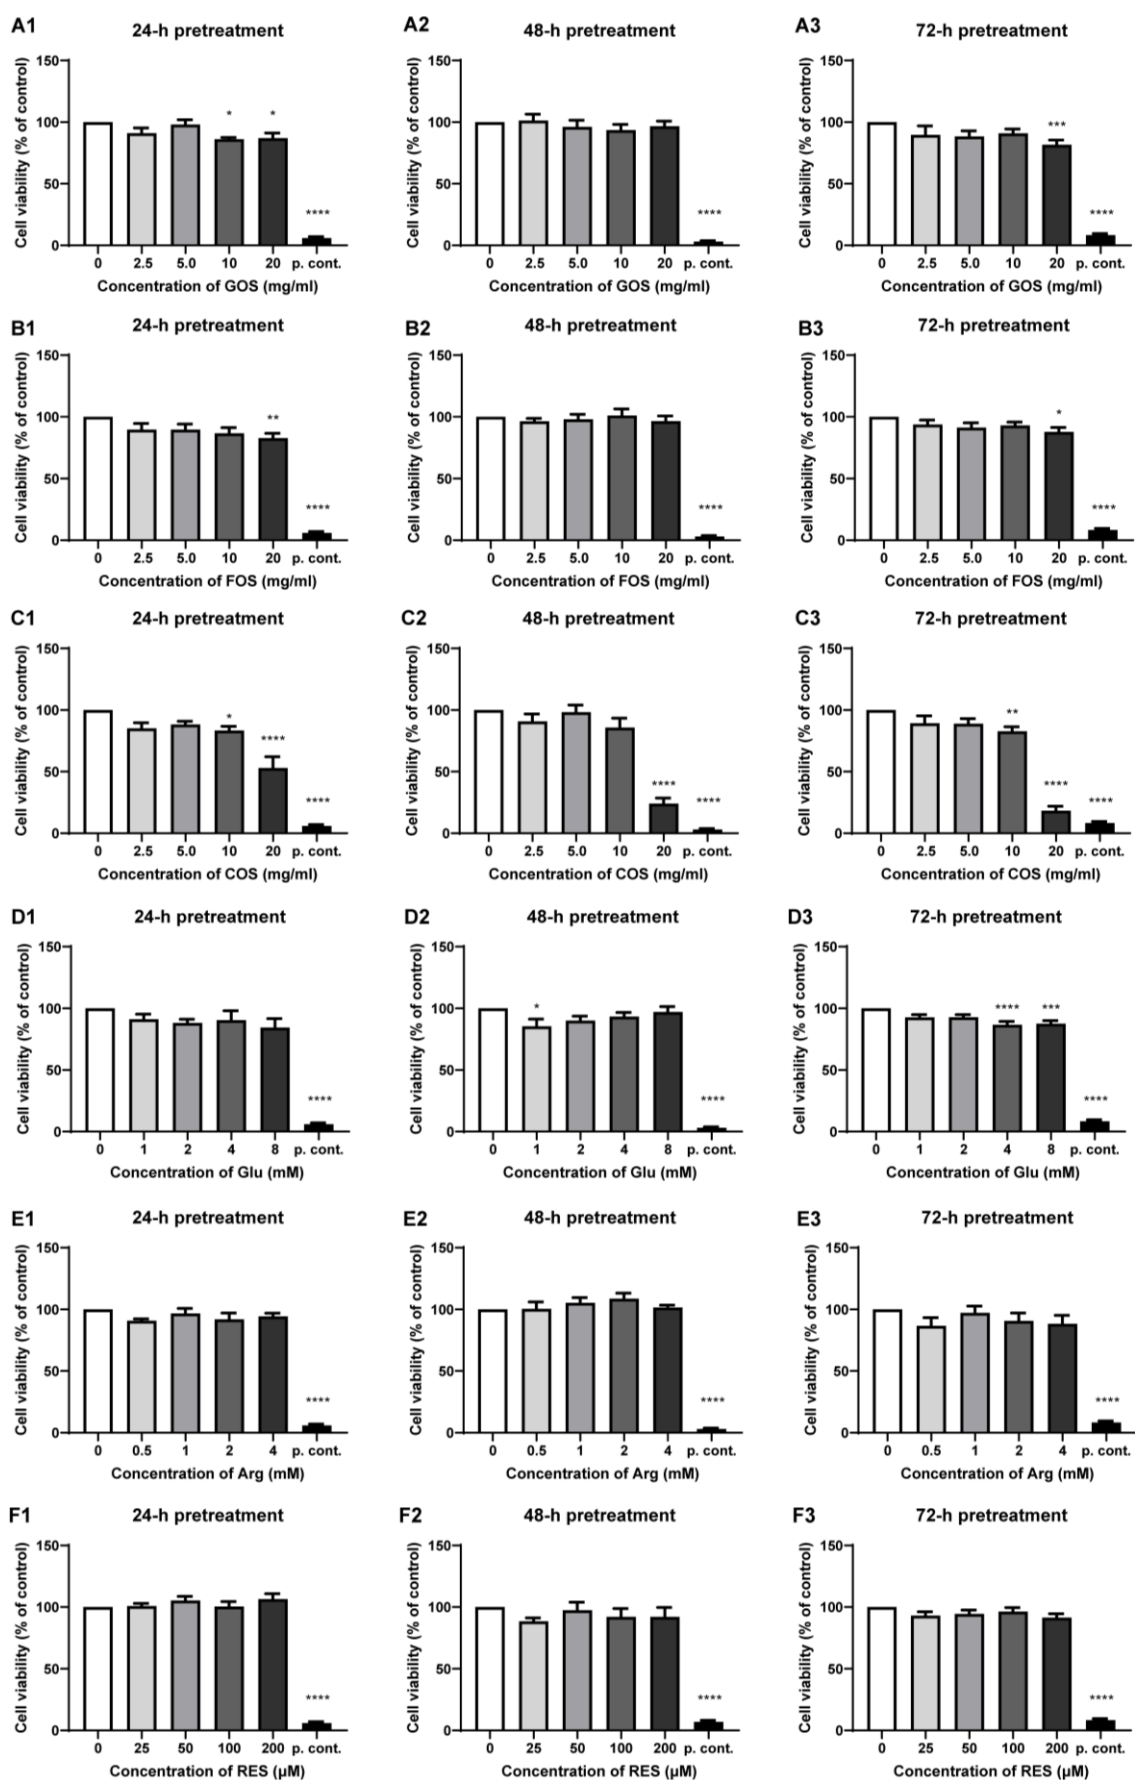 A1 24-h pretreatment
Cell viability (% of control)
150
100
50
0
* * ****
0 2.5 5.0 10 20 p. cont.
Concentration of GOS (mg/ml)
A2 48-h pretreatment
Cell viability (% of control)
150
100
50
0
****
0 2.5 5.0 10 20 p. cont.
Concentration of GOS (mg/ml)
A3 72-h pretreatment
Cell viability (% of control)
150
100
50
0
*** ****
0 2.5 5.0 10 20 p. cont.
Concentration of GOS (mg/ml)
B1 24-h pretreatment
Cell viability (% of control)
150
100
50
0
** ****
0 2.5 5.0 10 20 p. cont.
Concentration of FOS (mg/ml)
B2 48-h pretreatment
Cell viability (% of control)
150
100
50
0
****
0 2.5 5.0 10 20 p. cont.
Concentration of FOS (mg/ml)
B3 72-h pretreatment
Cell viability (% of control)
150
100
50
0
* ****
0 2.5 5.0 10 20 p. cont.
Concentration of FOS (mg/ml)
C1 24-h pretreatment
Cell viability (% of control)
150
100
50
0
* **** ****
0 2.5 5.0 10 20 p. cont.
Concentration of COS (mg/ml)
C2 48-h pretreatment
Cell viability (% of control)
150
100
50
0
**** ****
0 2.5 5.0 10 20 p. cont.
Concentration of COS (mg/ml)
C3 72-h pretreatment
Cell viability (% of control)
150
100
50
0
** **** ****
0 2.5 5.0 10 20 p. cont.
Concentration of COS (mg/ml)
D1 24-h pretreatment
Cell viability (% of control)
150
100
50
0
****
0 1 2 4 8 p. cont.
Concentration of Glu (mM)
D2 48-h pretreatment
Cell viability (% of control)
150
100
50
0
* ****
0 1 2 4 8 p. cont.
Concentration of Glu (mM)
D3 72-h pretreatment
Cell viability (% of control)
150
100
50
0
**** *** ****
0 1 2 4 8 p. cont.
Concentration of Glu (mM)
E1 24-h pretreatment
Cell viability (% of control)
150
100
50
0
****
0 0.5 1 2 4 p. cont.
Concentration of Arg (mM)
E2 48-h pretreatment
Cell viability (% of control)
150
100
50
0
****
0 0.5 1 2 4 p. cont.
Concentration of Arg (mM)
E3 72-h pretreatment
Cell viability (% of control)
150
100
50
0
****
0 0.5 1 2 4 p. cont.
Concentration of Arg (mM)
F1 24-h pretreatment
Cell viability (% of control)
150
100
50
0
****
0 25 50 100 200 p. cont.
Concentration of RES (µM)
F2 48-h pretreatment
Cell viability (% of control)
150
100
50
0
****
0 25 50 100 200 p. cont.
Concentration of RES (µM)
F3 72-h pretreatment
Cell viability (% of control)
150
100
50
0
****
0 25 50 100 200 p. cont.
Concentration of RES (µM)